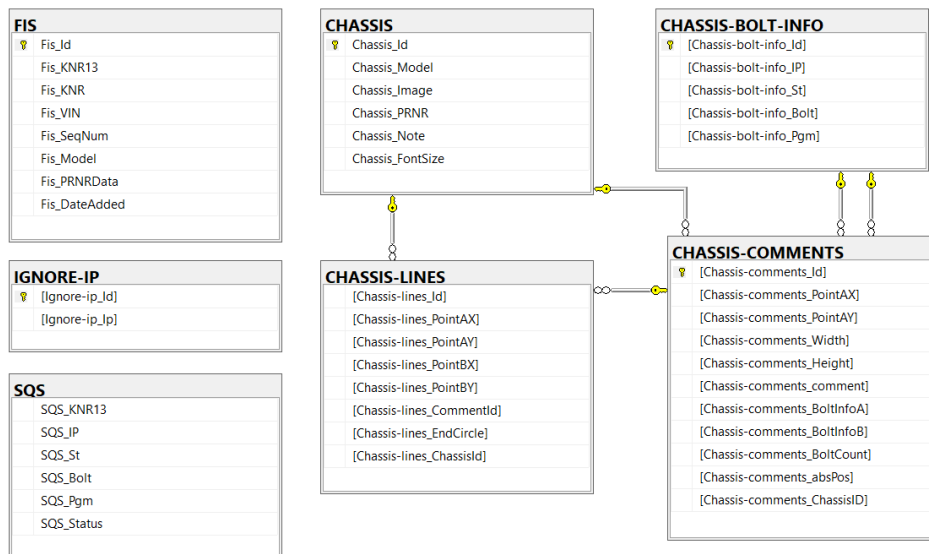 FIS
Fis_Id
Fis_KNR13
Fis_KNR
Fis_VIN
Fis_SeqNum
Fis_Model
Fis_PRNRData
Fis_DateAdded
CHASSIS
Chassis_Id
Chassis_Model
Chassis_Image
Chassis_PRNR
Chassis_Note
Chassis_FontSize
CHASSIS-BOLT-INFO
[Chassis-bolt-info_Id]
[Chassis-bolt-info_IP]
[Chassis-bolt-info_St]
[Chassis-bolt-info_Bolt]
[Chassis-bolt-info_Pgm]
IGNORE-IP
[Ignore-ip_Id]
[Ignore-ip_Ip]
CHASSIS-LINES
[Chassis-lines_Id]
[Chassis-lines_PointAX]
[Chassis-lines_PointAY]
[Chassis-lines_PointBX]
[Chassis-lines_PointBY]
[Chassis-lines_CommentId]
[Chassis-lines_EndCircle]
[Chassis-lines_ChassisId]
CHASSIS-COMMENTS
[Chassis-comments_Id]
[Chassis-comments_PointAX]
[Chassis-comments_PointAY]
[Chassis-comments_Width]
[Chassis-comments_Height]
[Chassis-comments_comment]
[Chassis-comments_BoltInfoA]
[Chassis-comments_BoltInfoB]
[Chassis-comments_BoltCount]
[Chassis-comments_absPos]
[Chassis-comments_ChassisID]
SQS
SQS_KNR13
SQS_IP
SQS_St
SQS_Bolt
SQS_Pgm
SQS_Status